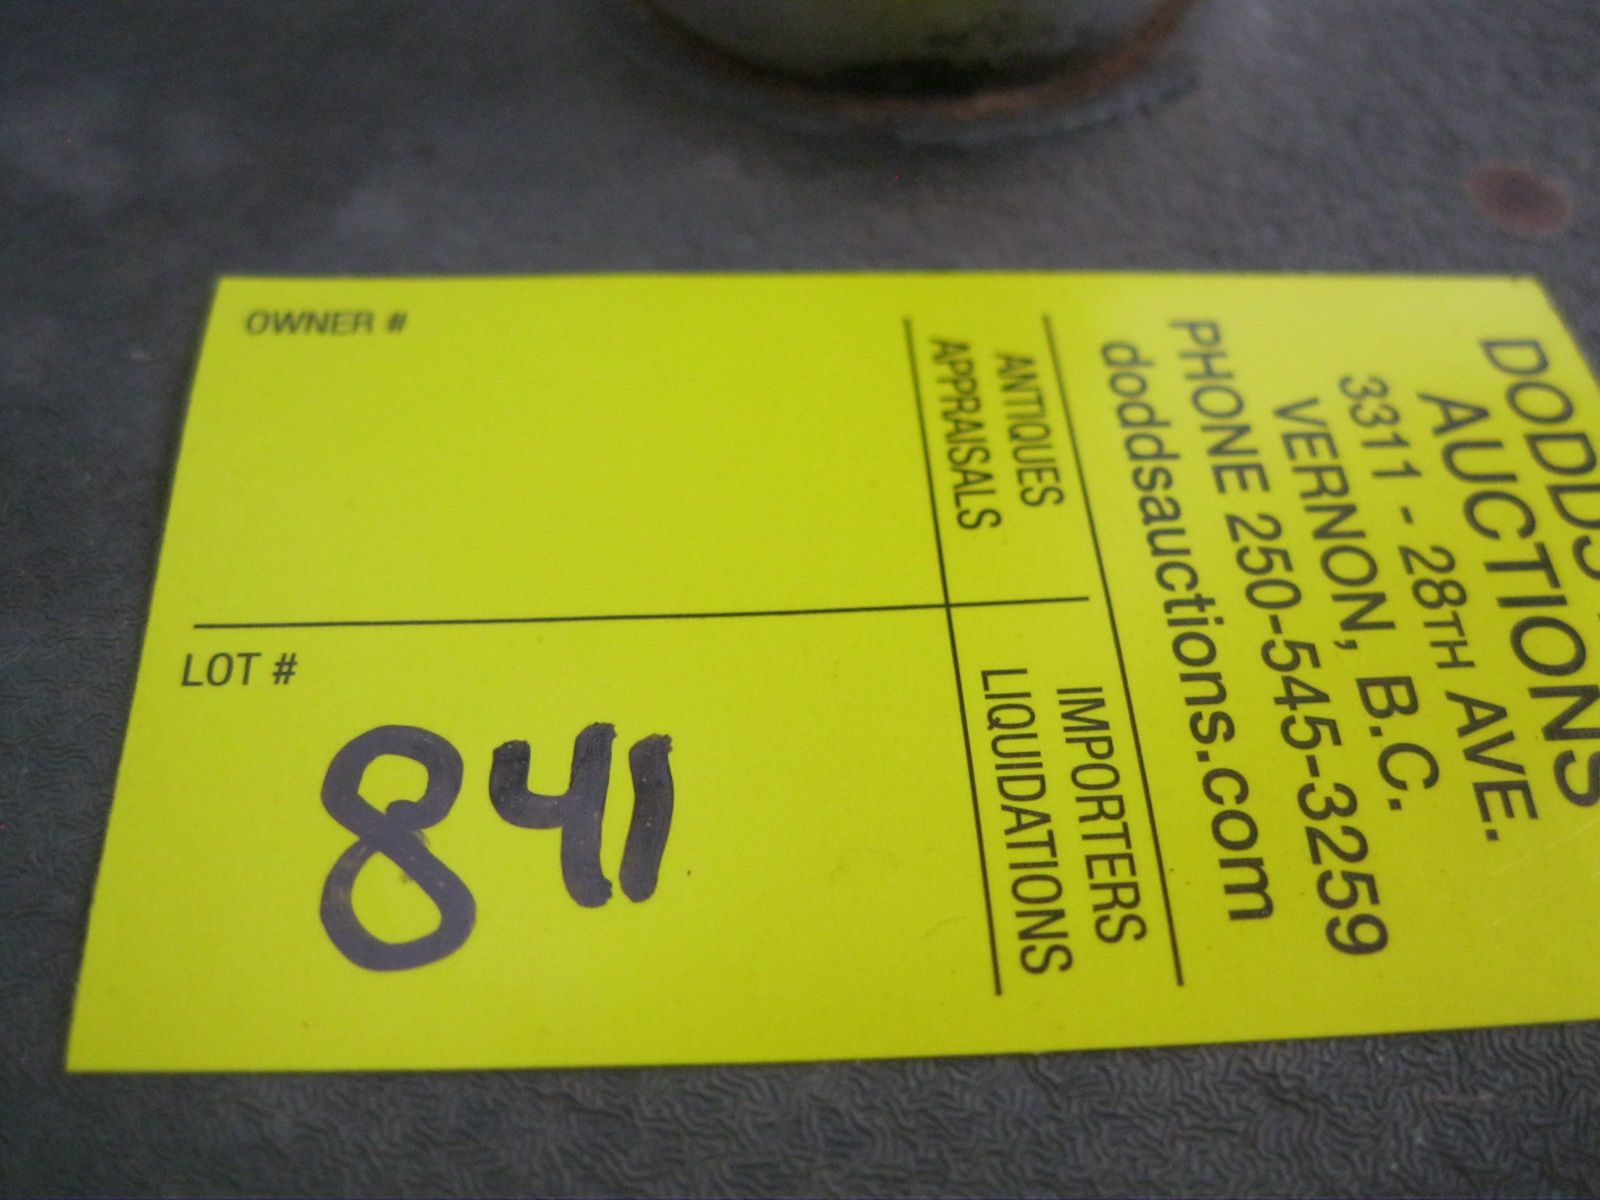 DODDS
AUCTIONS
3311 - 28TH AVE.
VERNON, B.C.
PHONE 250-545-3259
doddsauctions.com
ANTIQUES
APPRAISALS
IMPORTERS
LIQUIDATIONS
OWNER #
LOT #
841